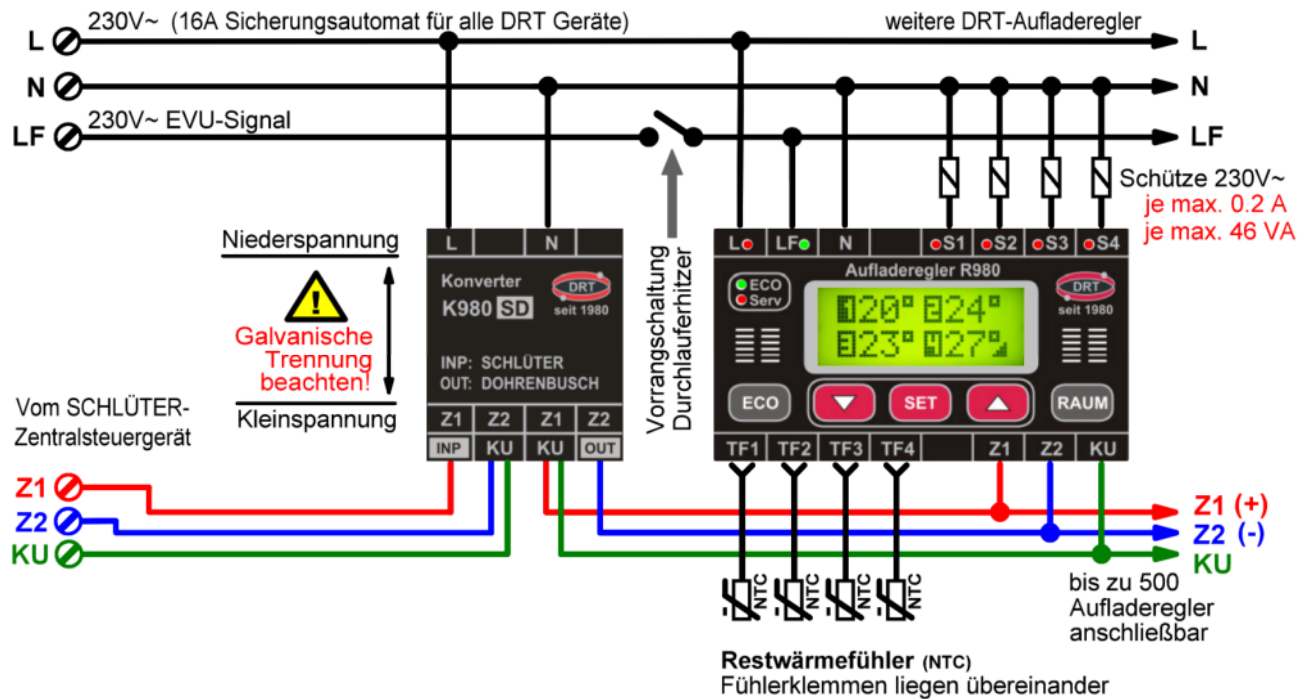 230V~ (16A Sicherungsautomat für alle DRT Geräte)
weitere DRT-Aufladeregler
L
L
N
N
230V~ EVU-Signal
LF
LF
Schütze 230V~
je max. 0.2 A
je max. 46 VA
Vorrangschaltung
Durchlauferhitzer
Niederspannung
Galvanische
Trennung
beachten!
Kleinspannung
L N
Konverter
K980 SD
DRT
seit 1980
INP: SCHLÜTER
OUT: DOHRENBUSCH
Z1 Z2 Z1 Z2
INP KU KU OUT
L LF N S1 S2 S3 S4
Aufladeregler R980
ECO
Serv
DRT
seit 1980
1 20° 2 24°
3 23° 4 27°
ECO SET RAUM
TF1 TF2 TF3 TF4 Z1 Z2 KU
Vom SCHLÜTER-
Zentralsteuergerät
Z1
Z2
KU
Z1 (+)
Z2 (-)
KU
bis zu 500
Aufladeregler
anschließbar
NTC NTC NTC NTC
Restwärmefühler (NTC)
Fühlerklemmen liegen übereinander